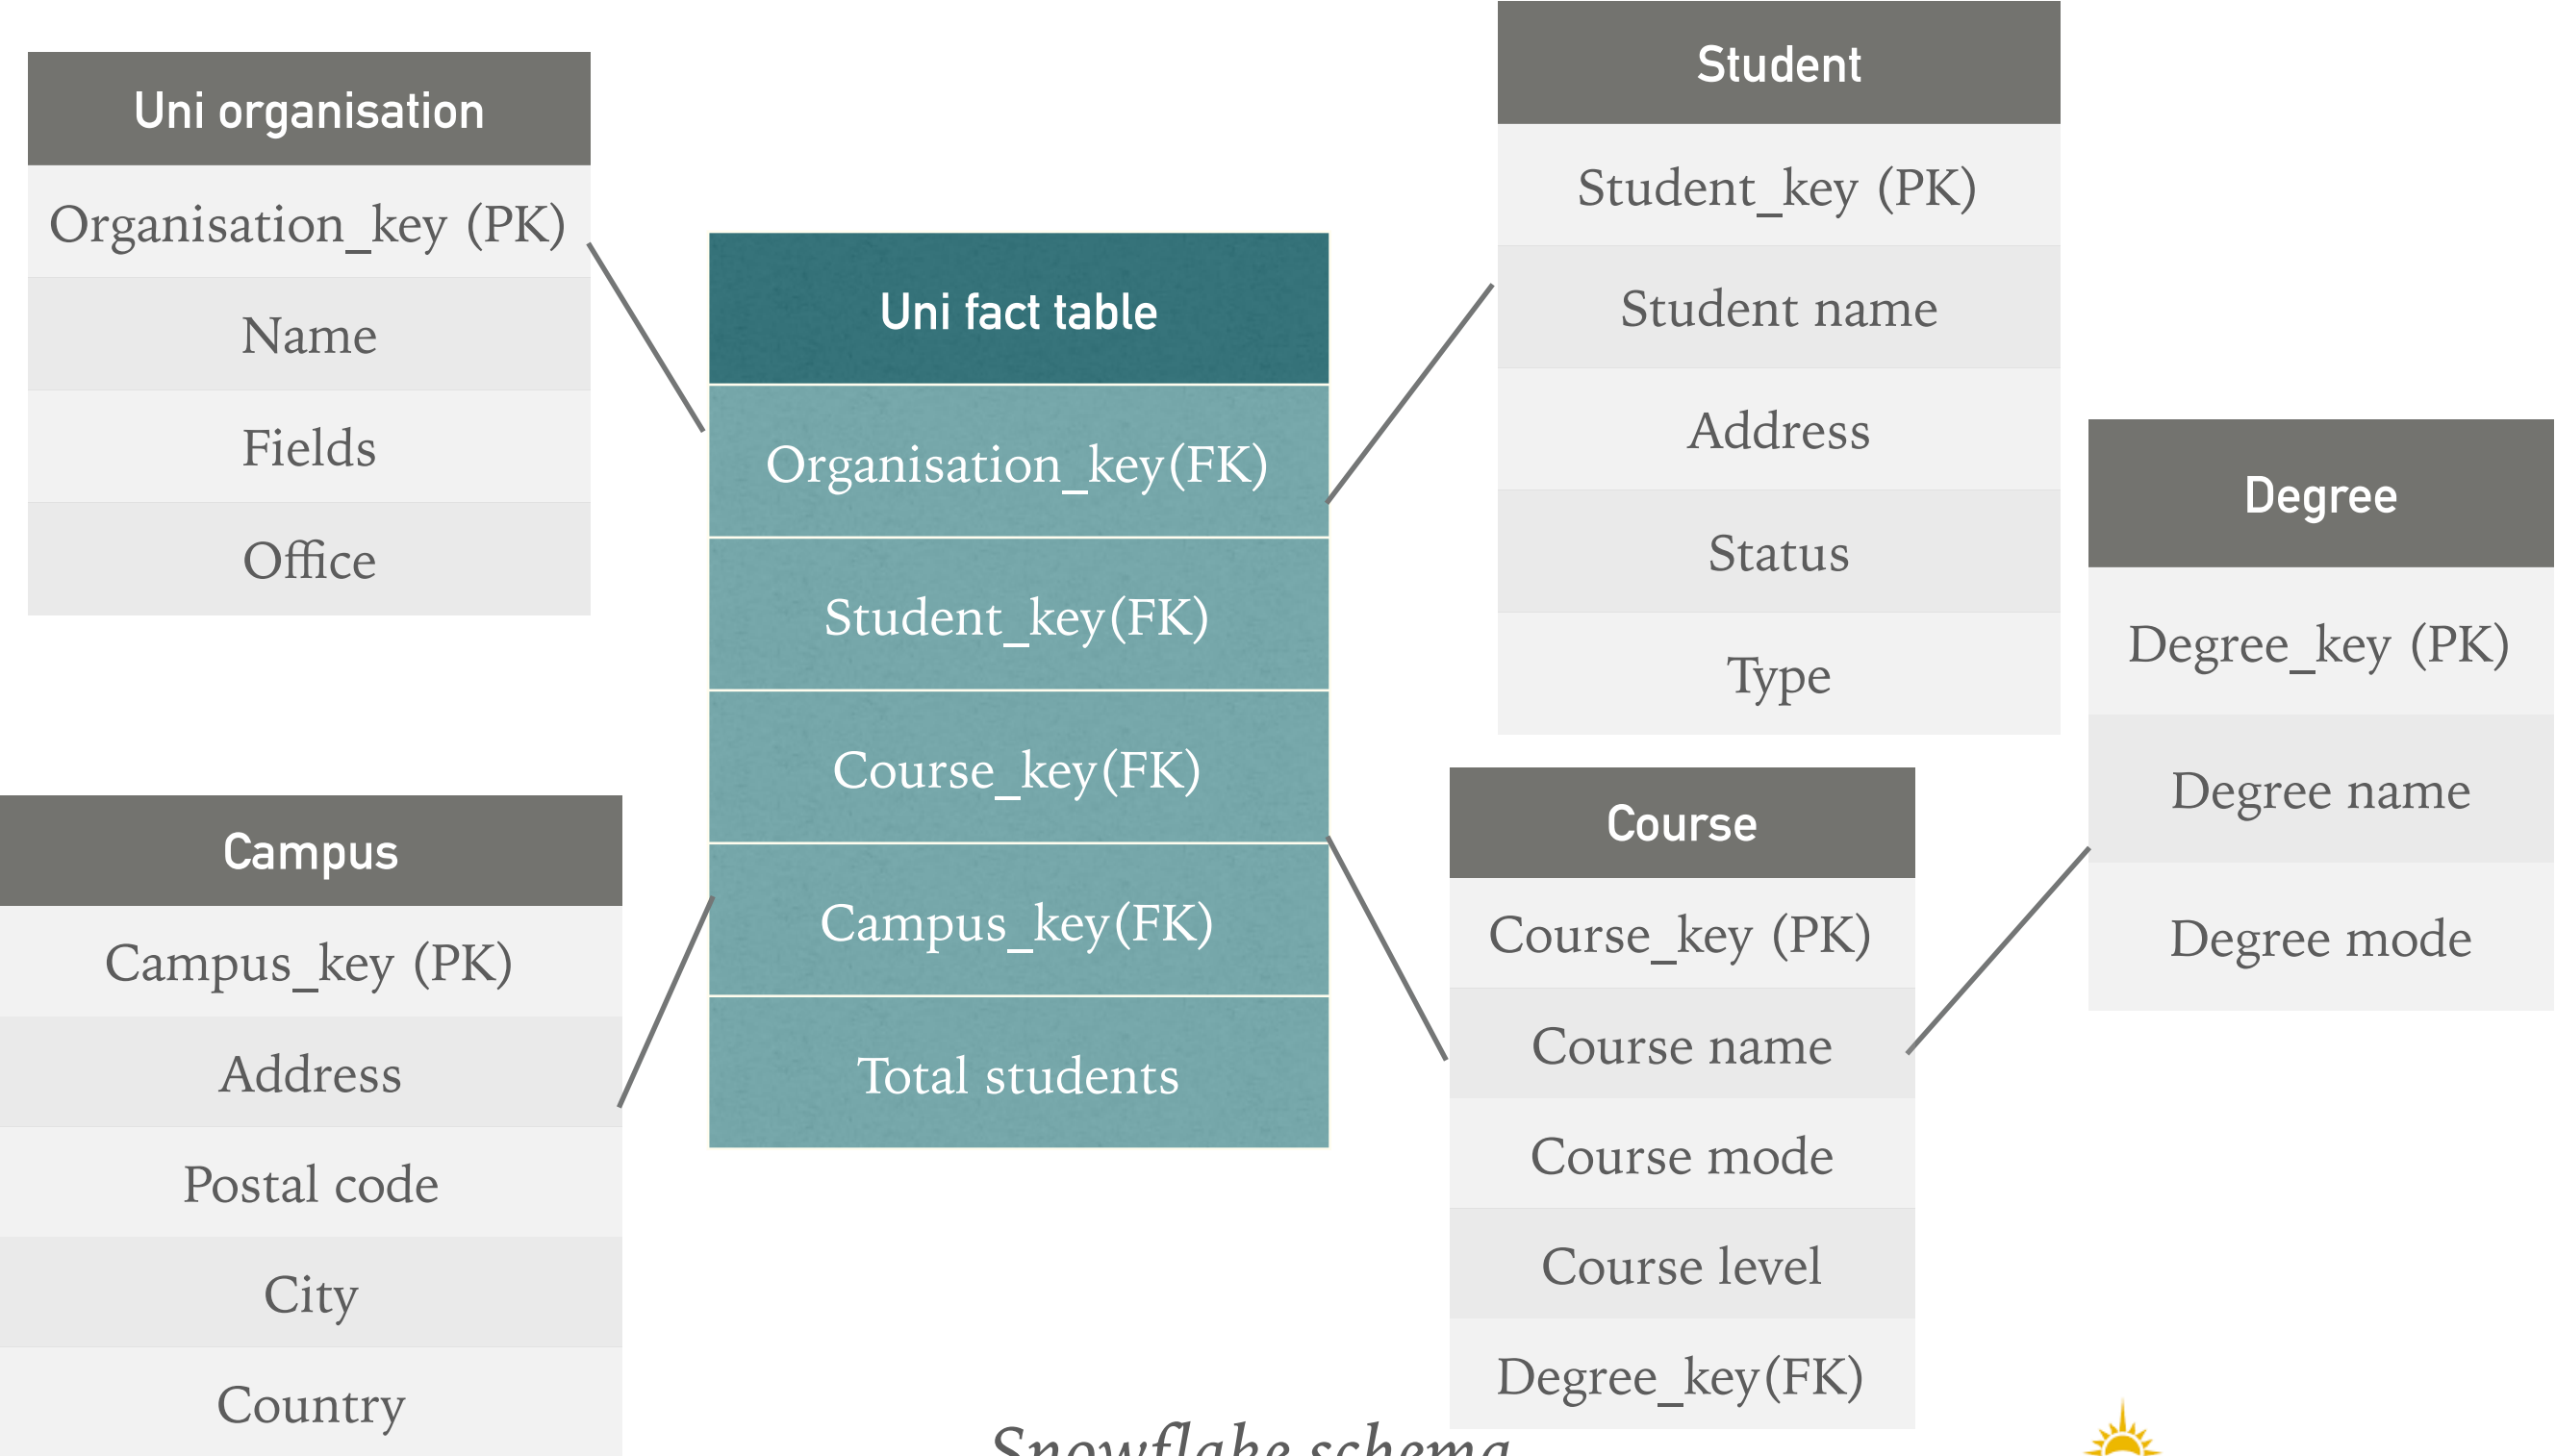 Uni organisation
Organisation_key (PK)
Name
Fields
Office
Campus
Campus_key (PK)
Address
Postal code
City
Country
Uni fact table
Organisation_key(FK)
Student_key(FK)
Course_key(FK)
Campus_key(FK)
Total students
Student
Student_key (PK)
Student name
Address
Status
Type
Course
Course_key (PK)
Course name
Course mode
Course level
Degree_key(FK)
Degree
Degree_key (PK)
Degree name
Degree mode
Snowflake schema